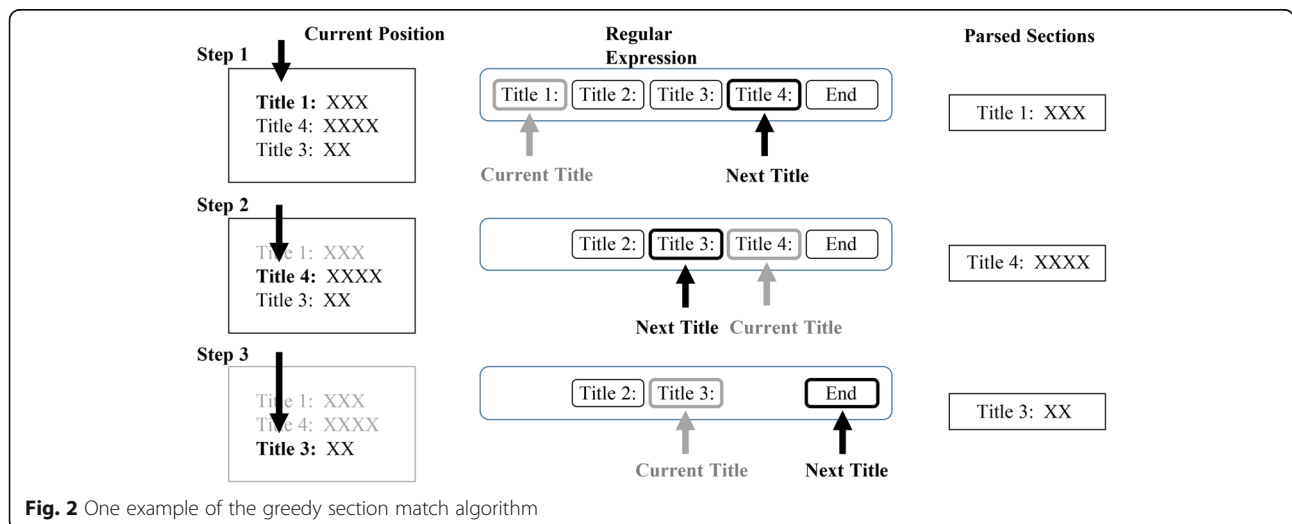 Current Position
Regular
Expression
Parsed Sections
Step 1
Title 1: XXX
Title 4: XXXX
Title 3: XX
Title 1:
Title 2:
Title 3:
Title 4:
End
Current Title
Next Title
Title 1: XXX
Step 2
Title 1: XXX
Title 4: XXXX
Title 3: XX
Title 2:
Title 3:
Title 4:
End
Next Title
Current Title
Title 4: XXXX
Step 3
Title 1: XXX
Title 4: XXXX
Title 3: XX
Title 2:
Title 3:
End
Current Title
Next Title
Title 3: XX
Fig. 2 One example of the greedy section match algorithm